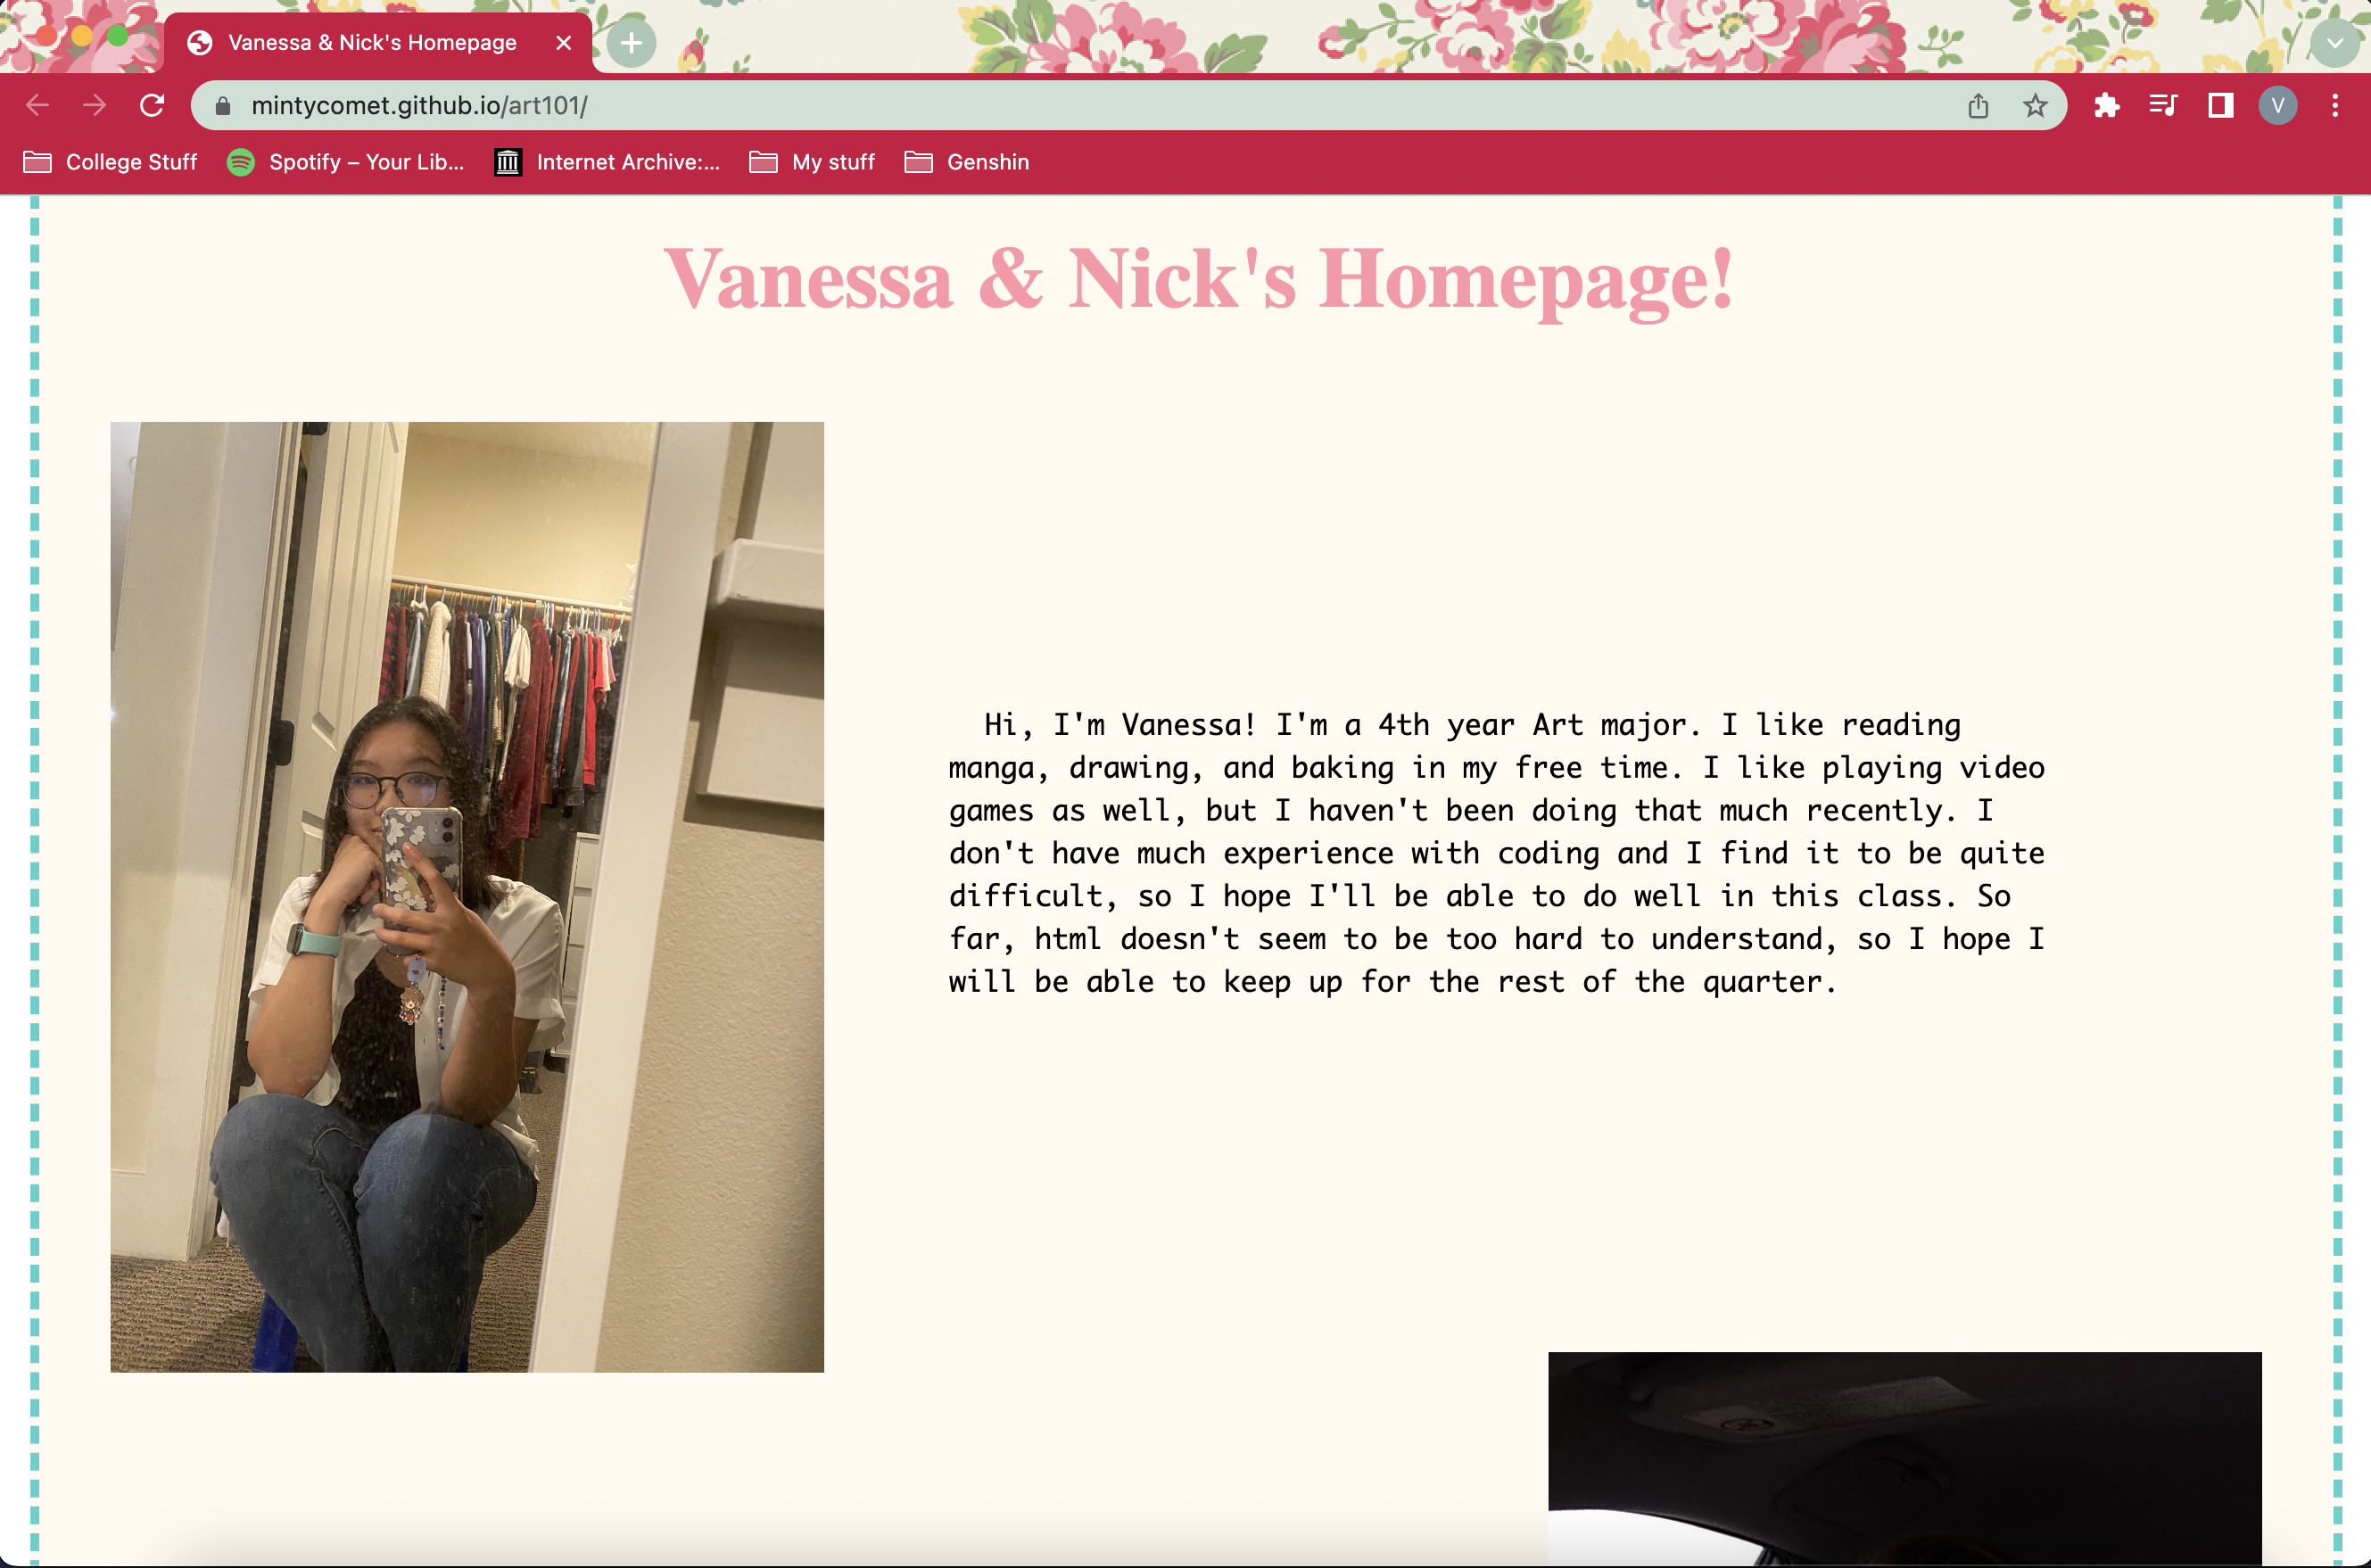 Vanessa & Nick's Homepage
mintycomet.github.io/art101/
V
College Stuff
Spotify – Your Lib...
Internet Archive:...
My stuff
Genshin
Vanessa & Nick's Homepage!
Hi, I'm Vanessa! I'm a 4th year Art major. I like reading
manga, drawing, and baking in my free time. I like playing video
games as well, but I haven't been doing that much recently. I
don't have much experience with coding and I find it to be quite
difficult, so I hope I'll be able to do well in this class. So
far, html doesn't seem to be too hard to understand, so I hope I
will be able to keep up for the rest of the quarter.